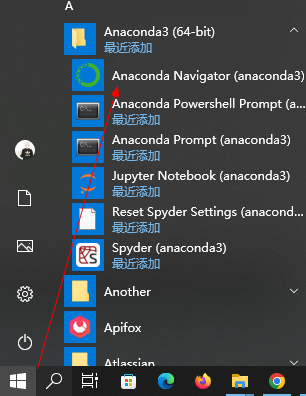 A
Anaconda3 (64-bit)
最近添加
Anaconda Navigator (anaconda3)
Anaconda Powershell Prompt (a...
最近添加
Anaconda Prompt (anaconda3)
最近添加
Jupyter Notebook (anaconda3)
最近添加
Reset Spyder Settings (anacond...
最近添加
Spyder (anaconda3)
最近添加
Another
Apifox
Atlassian